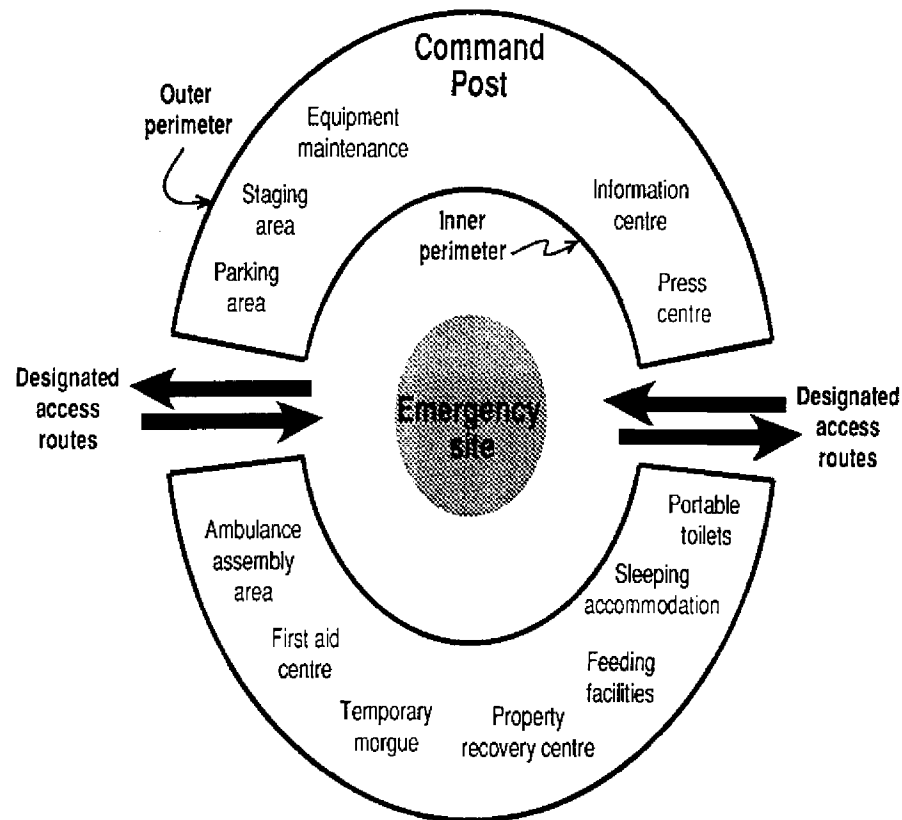 Command
Post
Outer
perimeter
Equipment
maintenance
Staging
area
Information
centre
Inner
perimeter
Parking
area
Press
centre
Designated
access
routes
Emergency
site
Designated
access
routes
Portable
toilets
Ambulance
assembly
area
Sleeping
accommodation
First aid
centre
Feeding
facilities
Temporary
morgue
Property
recovery centre